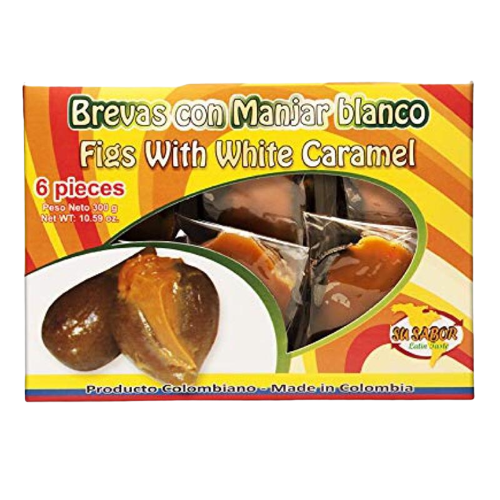 Brevas con Manjar blanco
Figs With White Caramel
6 pieces
Peso Neto 300 g
Net WT: 10.59 oz.
SU SABOR
Latin Taste
Producto Colombiano - Made in Colombia